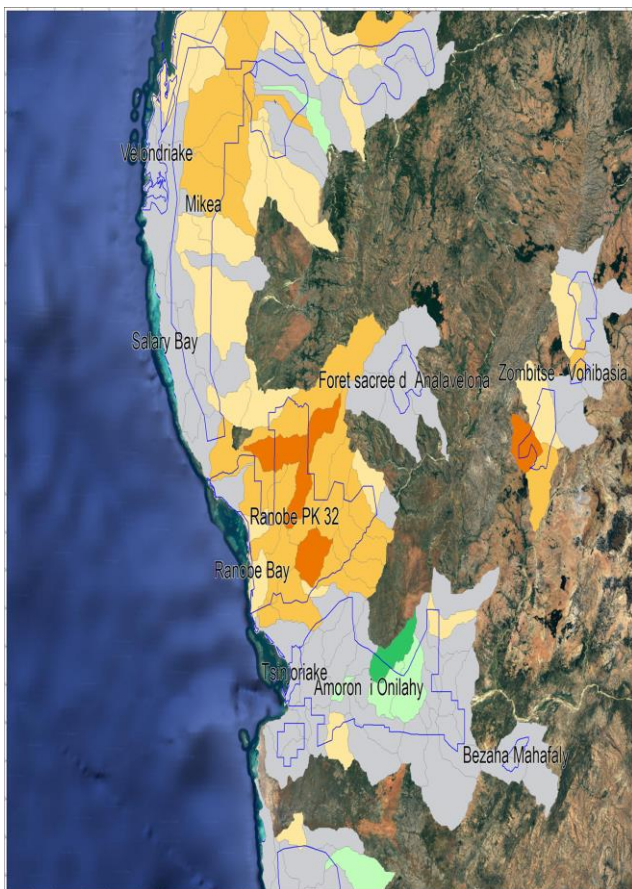 Velondriake
Mikea
Salary Bay
Foret sacree d Analavelona
Zombitse - Vohibasia
Ranobe PK 32
Ranobe Bay
Tsinjoriake
Amoron i Onilahy
Bezaha Mahafaly